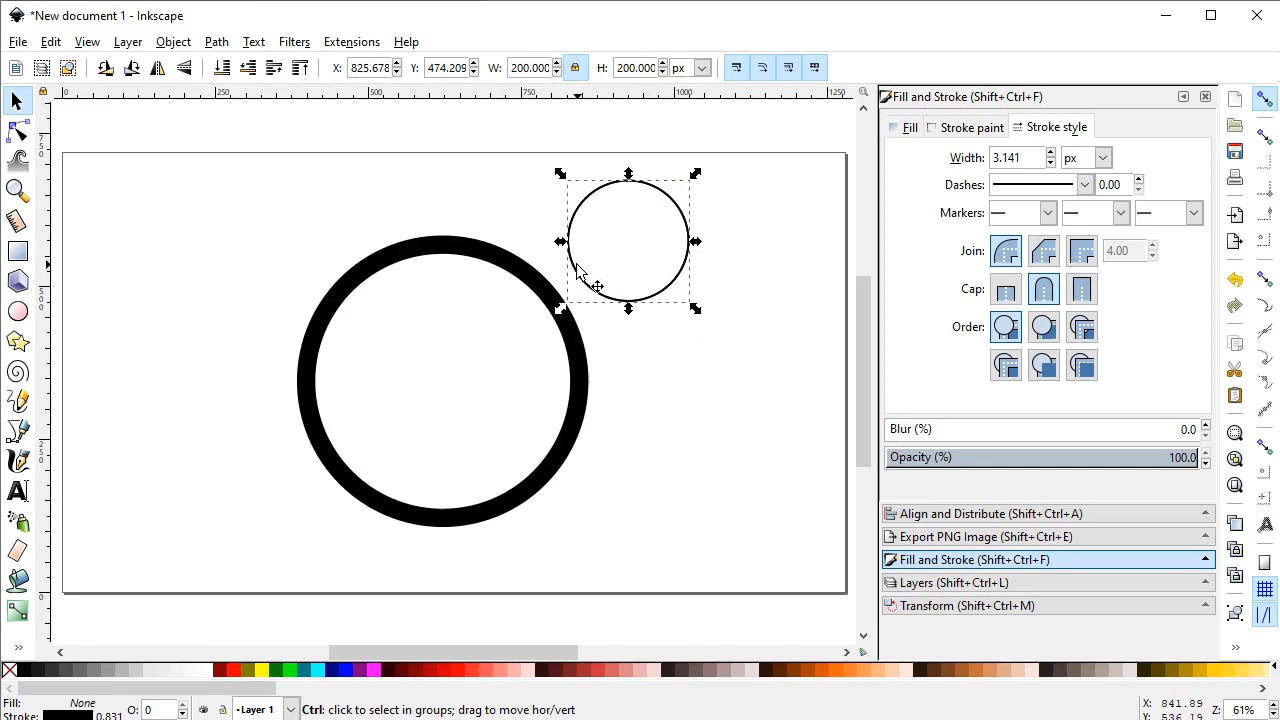 *New document 1 - Inkscape
File Edit View Layer Object Path Text Filters Extensions Help
X: 825.678 Y: 474.209 W: 200.000 H: 200.000 px
0 250 500 750 1000 1250
750
500
250
0
Fill and Stroke (Shift+Ctrl+F)
Fill Stroke paint Stroke style
Width: 3.141 px
Dashes: 0.00
Markers:
Join: 4.00
Cap:
Order:
Blur (%) 0.0
Opacity (%) 100.0
Align and Distribute (Shift+Ctrl+A)
Export PNG Image (Shift+Ctrl+E)
Fill and Stroke (Shift+Ctrl+F)
Layers (Shift+Ctrl+L)
Transform (Shift+Ctrl+M)
Fill: None
Stroke: 0.831
O: 0
Layer 1
Ctrl: click to select in groups; drag to move hor/vert
X: 841.89
Y: 536.19
Z: 61%